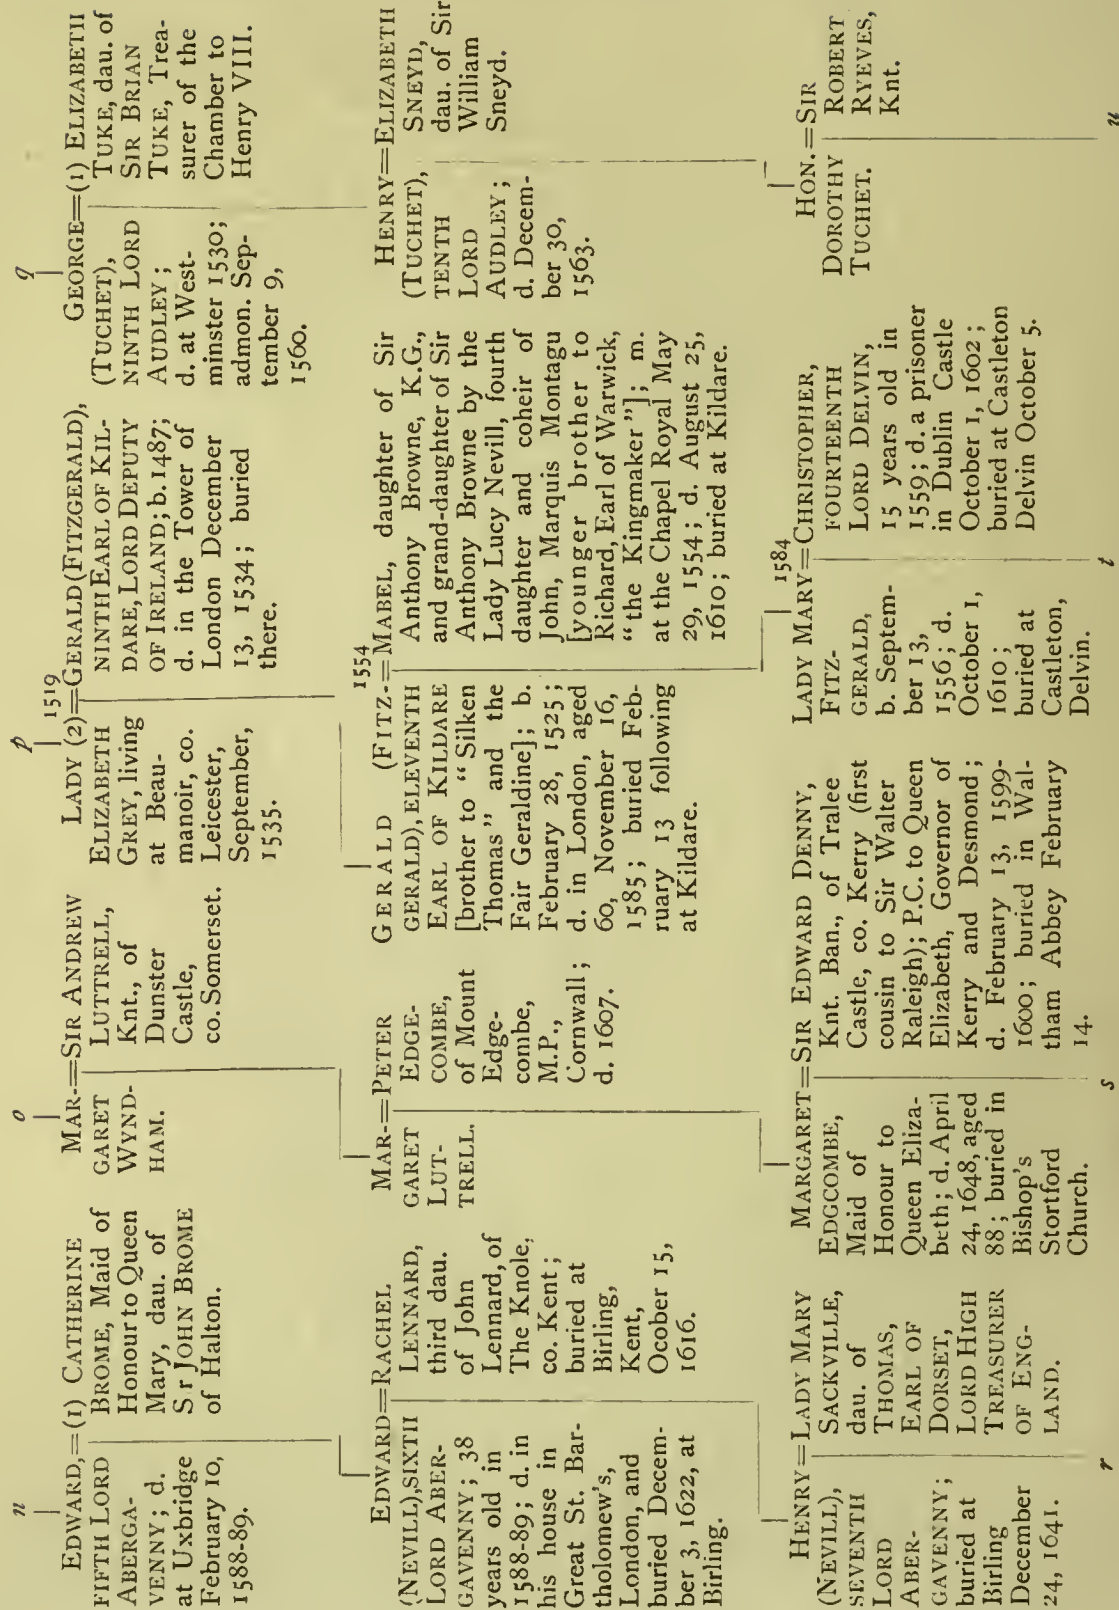 n
EDWARD,=(1) CATHERINE
FIFTH LORD
ABERGA-
VENNY; d.
at Uxbridge
February 10,
1588-89.
BROME, Maid of
Honour to Queen
Mary, dau. of
Sr JOHN BROME
of Halton.
o
MAR-=SIR ANDREW
GARET
WYND-
HAM.
LUTTRELL,
Knt., of
Dunster
Castle,
co. Somerset.
p
1519
LADY (2)=GERALD (FITZGERALD),
ELIZABETH
GREY, living
at Beau-
manoir, co.
Leicester,
September,
1535.
NINTH EARL OF KIL-
DARE, LORD DEPUTY
OF IRELAND; b. 1487;
d. in the Tower of
London December
13, 1534; buried
there.
q
GEORGE=(1) ELIZABETH
(TUCHET),
NINTH LORD
AUDLEY;
d. at West-
minster 1530;
admon. Sep-
tember 9,
1560.
TUKE, dau. of
SIR BRIAN
TUKE, Trea-
surer of the
Chamber to
Henry VIII.
EDWARD=RACHEL
(NEVILL), SIXTH
LORD ABER-
GAVENNY; 38
years old in
1588-89; d. in
his house in
Great St. Bar-
tholomew's,
London, and
buried Decem-
ber 3, 1622, at
Birling.
LENNARD,
third dau.
of John
Lennard, of
The Knole,
co. Kent;
buried at
Birling,
Kent,
Ocober 15,
1616.
MAR-=PETER
GARET
LUT-
TRELL.
EDGE-
COMBE,
of Mount
Edge-
combe,
M.P.,
Cornwall;
d. 1607.
1554
GERALD (FITZ-=MABEL, daughter of Sir
GERALD), ELEVENTH
EARL OF KILDARE
[brother to “Silken
Thomas” and the
Fair Geraldine]; b.
February 28, 1525;
d. in London, aged
60, November 16,
1585; buried Feb-
ruary 13 following
at Kildare.
Anthony Browne, K.G.,
and grand-daughter of Sir
Anthony Browne by the
Lady Lucy Nevill, fourth
daughter and coheir of
John, Marquis Montagu
[younger brother to
Richard, Earl of Warwick,
“the Kingmaker”]; m.
at the Chapel Royal May
29, 1554; d. August 25,
1610; buried at Kildare.
HENRY=ELIZABETH
(TUCHET),
TENTH
LORD
AUDLEY;
d. Decem-
ber 30,
1563.
SNEYD,
dau. of Sir
William
Sneyd.
HENRY=LADY MARY
(NEVILL),
SEVENTH
LORD
ABER-
GAVENNY;
buried at
Birling
December
24, 1641.
SACKVILLE,
dau. of
THOMAS,
EARL OF
DORSET,
LORD HIGH
TREASURER
OF ENG-
LAND.
r
MARGARET=SIR EDWARD DENNY,
EDGCOMBE,
Maid of
Honour to
Queen Eliza-
beth; d. April
24, 1648, aged
88; buried in
Bishop's
Stortford
Church.
Knt. Ban., of Tralee
Castle, co. Kerry (first
cousin to Sir Walter
Raleigh); P.C. to Queen
Elizabeth, Governor of
Kerry and Desmond;
d. February 13, 1599-
1600; buried in Wal-
tham Abbey February
14.
s
1584
LADY MARY=CHRISTOPHER,
FITZ-
GERALD,
b. Septem-
ber 13,
1556; d.
October 1,
1610;
buried at
Castleton,
Delvin.
FOURTEENTH
LORD DELVIN,
15 years old in
1559; d. a prisoner
in Dublin Castle
October 1, 1602;
buried at Castleton
Delvin October 5.
t
HON.=SIR
DOROTHY
TUCHET.
ROBERT
RYEVES,
Knt.
u